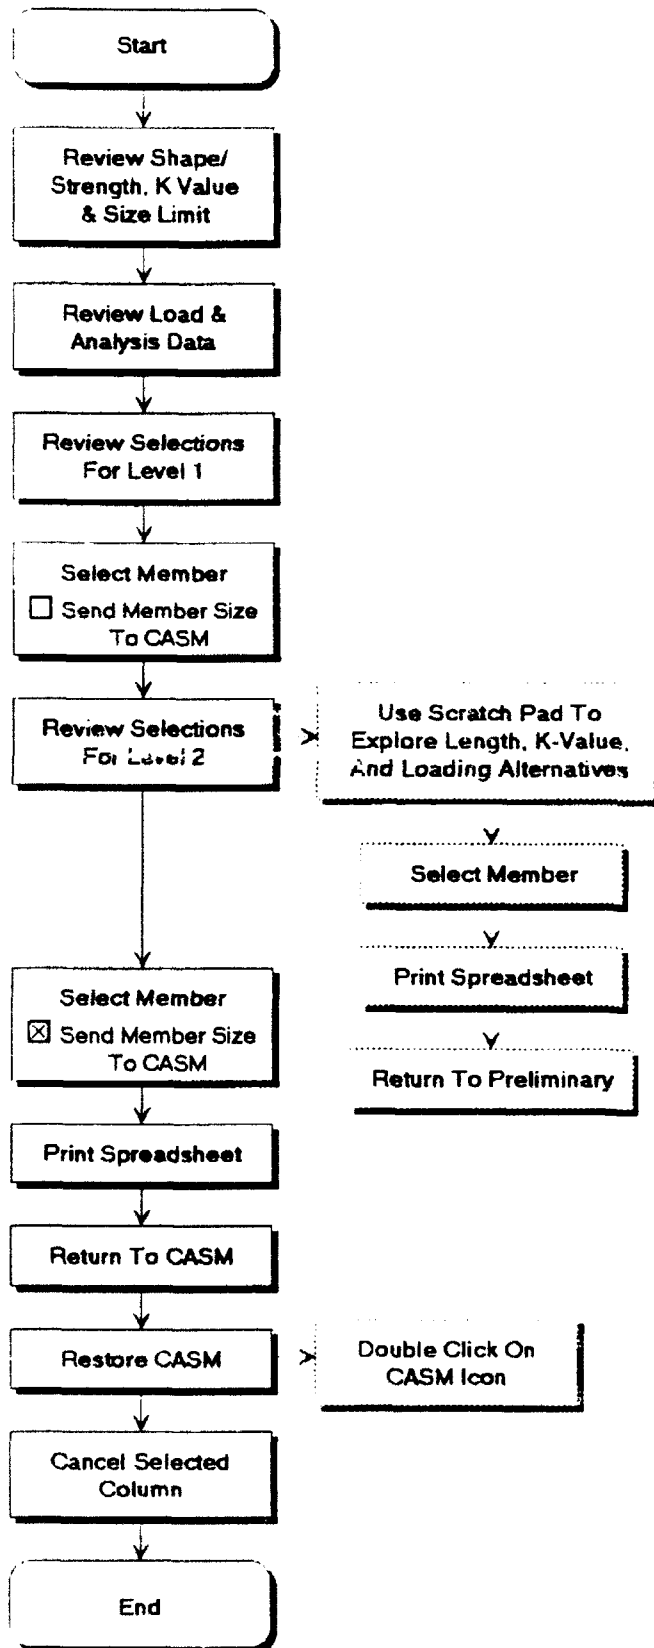 Start
Review Shape/
Strength, K Value
& Size Limit
Review Load &
Analysis Data
Review Selections
For Level 1
Select Member
Send Member Size
To CASM
Review Selections
For Level 2
Use Scratch Pad To
Explore Length, K-Value,
And Loading Alternatives
Select Member
Print Spreadsheet
Return To Preliminary
Select Member
Send Member Size
To CASM
Print Spreadsheet
Return To CASM
Restore CASM
Double Click On
CASM Icon
Cancel Selected
Column
End